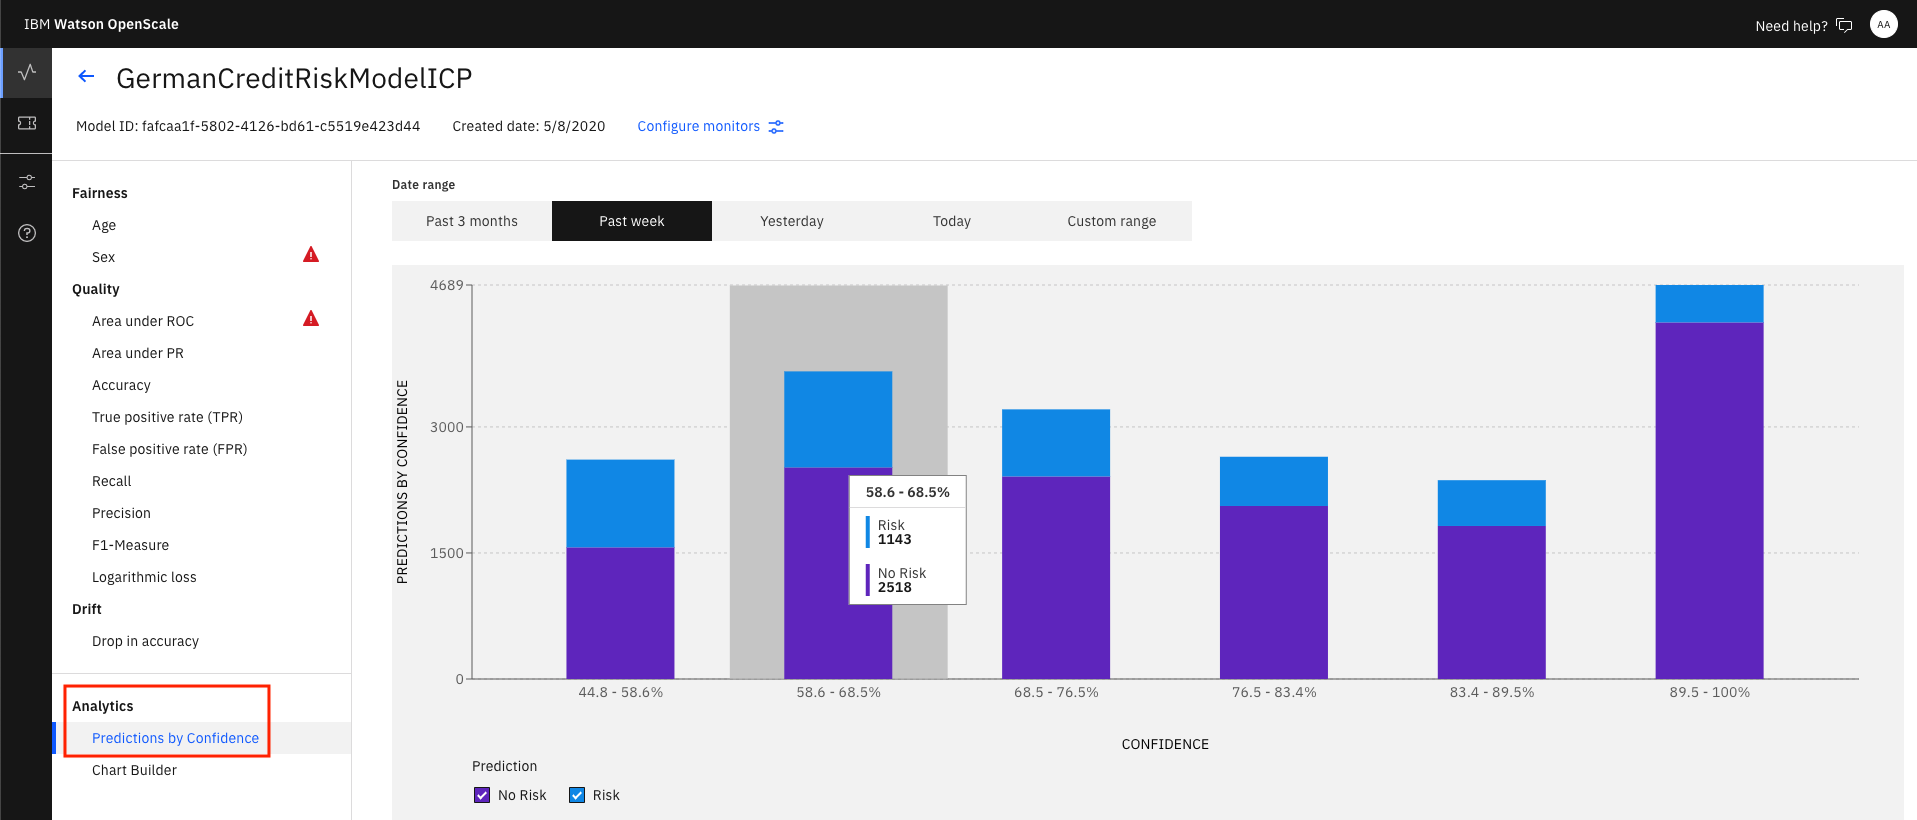 IBM Watson OpenScale
Need help?
AA
GermanCreditRiskModelICP
Model ID: fafcaa1f-5802-4126-bd61-c5519e423d44
Created date: 5/8/2020
Configure monitors
Fairness
Age
Sex
Quality
Area under ROC
Area under PR
Accuracy
True positive rate (TPR)
False positive rate (FPR)
Recall
Precision
F1-Measure
Logarithmic loss
Drift
Drop in accuracy
Analytics
Predictions by Confidence
Chart Builder
Date range
Past 3 months
Past week
Yesterday
Today
Custom range
PREDICTIONS BY CONFIDENCE
4689
3000
1500
0
58.6 - 68.5%
Risk
1143
No Risk
2518
44.8 - 58.6%
58.6 - 68.5%
68.5 - 76.5%
76.5 - 83.4%
83.4 - 89.5%
89.5 - 100%
CONFIDENCE
Prediction
No Risk
Risk